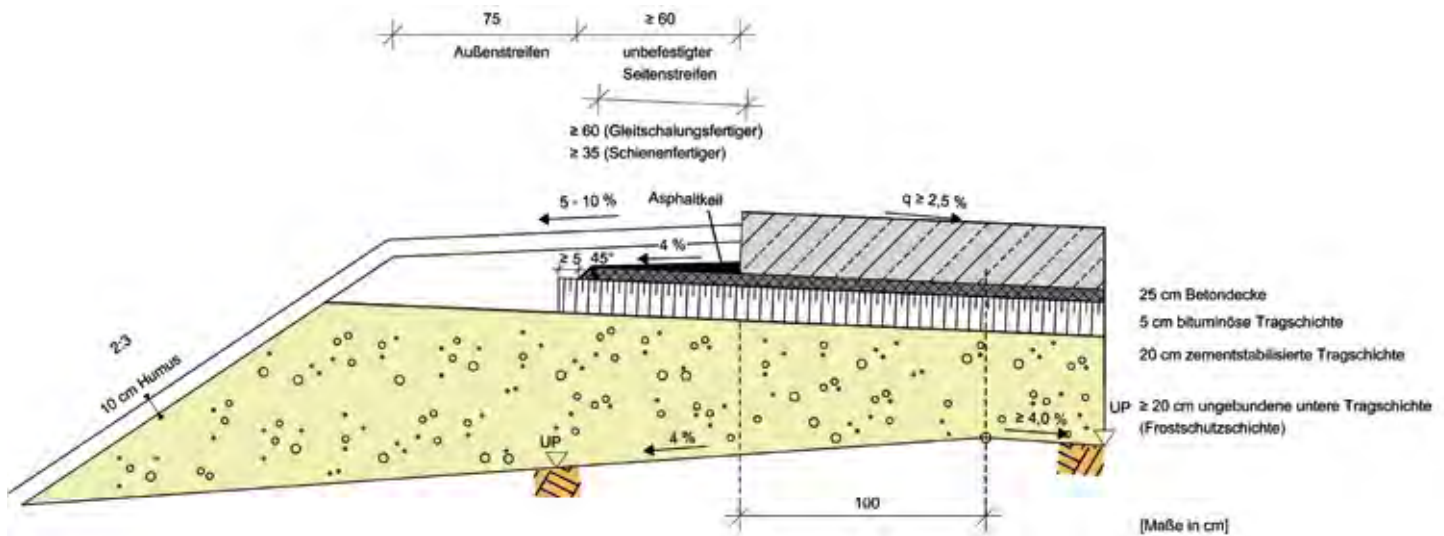 75
≥ 60
Außenstreifen
unbefestigter
Seitenstreifen
≥ 60 (Gleitschalungsfertiger)
≥ 35 (Schienenfertiger)
5 - 10 %
Asphaltkeil
q ≥ 2,5 %
4 %
≥ 5
45°
25 cm Betondecke
5 cm bituminöse Tragschichte
2:3
20 cm zementstabilisierte Tragschichte
10 cm Humus
UP
≥ 20 cm ungebundene untere Tragschichte
(Frostschutzschichte)
≥ 4,0 %
UP
4 %
100
[Maße in cm]